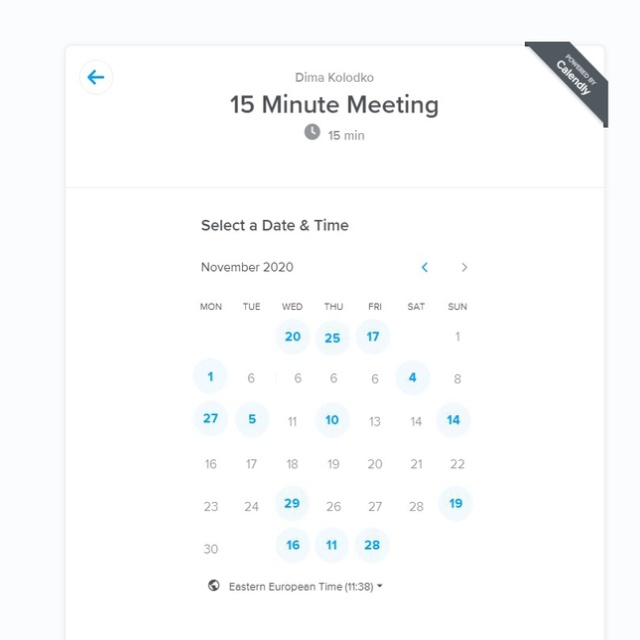 POWERED BY
Calendly
Dima Kolodko
15 Minute Meeting
15 min
Select a Date & Time
November 2020
MON TUE WED THU FRI SAT SUN
20 25 17 1
1 6 6 6 6 4 8
27 5 11 10 13 14 14
16 17 18 19 20 21 22
23 24 29 26 27 28 19
30 16 11 28
Eastern European Time (11:38)